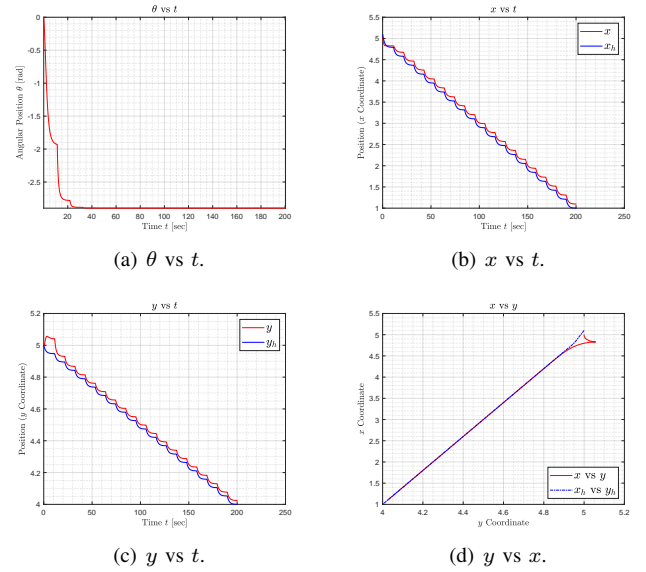 θ vs t
0
-0.5
-1
-1.5
-2
-2.5
20 40 60 80 100 120 140 160 180 200
Time t [sec]
Angular Position θ [rad]
(a) θ vs t.
x vs t
5.5
5
4.5
4
3.5
3
2.5
2
1.5
1
0 50 100 150 200 250
Time t [sec]
Position (x Coordinate)
x
x_h
(b) x vs t.
y vs t
5.2
5
4.8
4.6
4.4
4.2
4
0 50 100 150 200 250
Time t [sec]
Position (y Coordinate)
y
y_h
(c) y vs t.
x vs y
5.5
5
4.5
4
3.5
3
2.5
2
1.5
1
4 4.2 4.4 4.6 4.8 5 5.2
y Coordinate
x Coordinate
x vs y
x_h vs y_h
(d) y vs x.